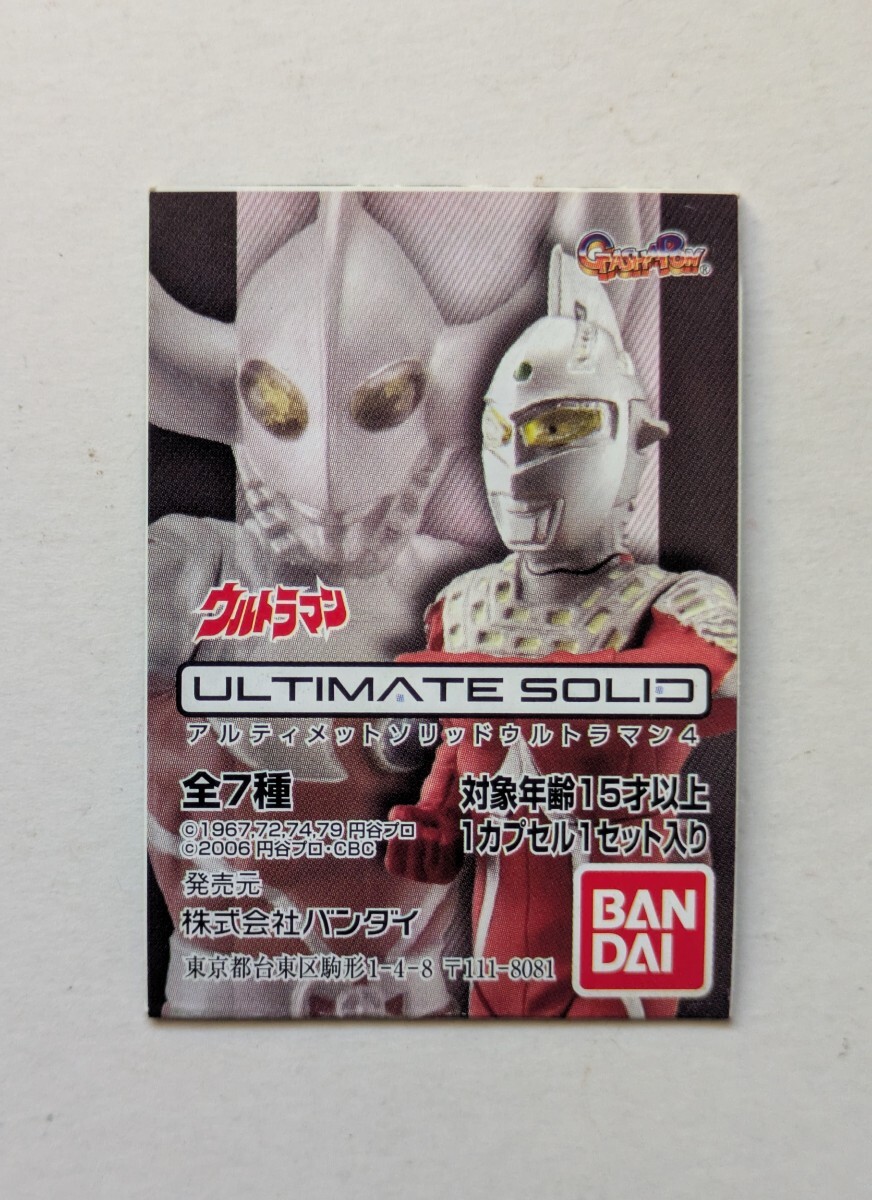 GASHAPON®
ウルトラマン
ULTIMATE SOLID
アルティメットソリッドウルトラマン4
全7種
対象年齢15才以上
1カプセル1セット入り
©1967,72,74,79 円谷プロ
©2006 円谷プロ・CBC
発売元
株式会社バンダイ
東京都台東区駒形1-4-8 〒111-8081
BAN
DAI